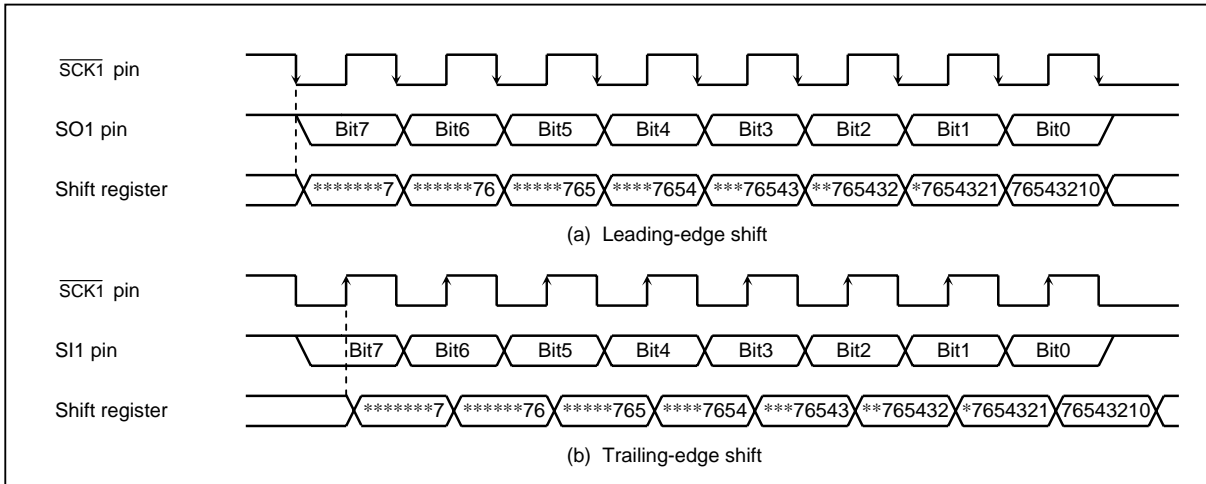 SCK1 pin
SO1 pin Bit7 Bit6 Bit5 Bit4 Bit3 Bit2 Bit1 Bit0
Shift register *******7 ******76 *****765 ****7654 ***76543 **765432 *7654321 76543210
(a) Leading-edge shift
SCK1 pin
SI1 pin Bit7 Bit6 Bit5 Bit4 Bit3 Bit2 Bit1 Bit0
Shift register *******7 ******76 *****765 ****7654 ***76543 **765432 *7654321 76543210
(b) Trailing-edge shift